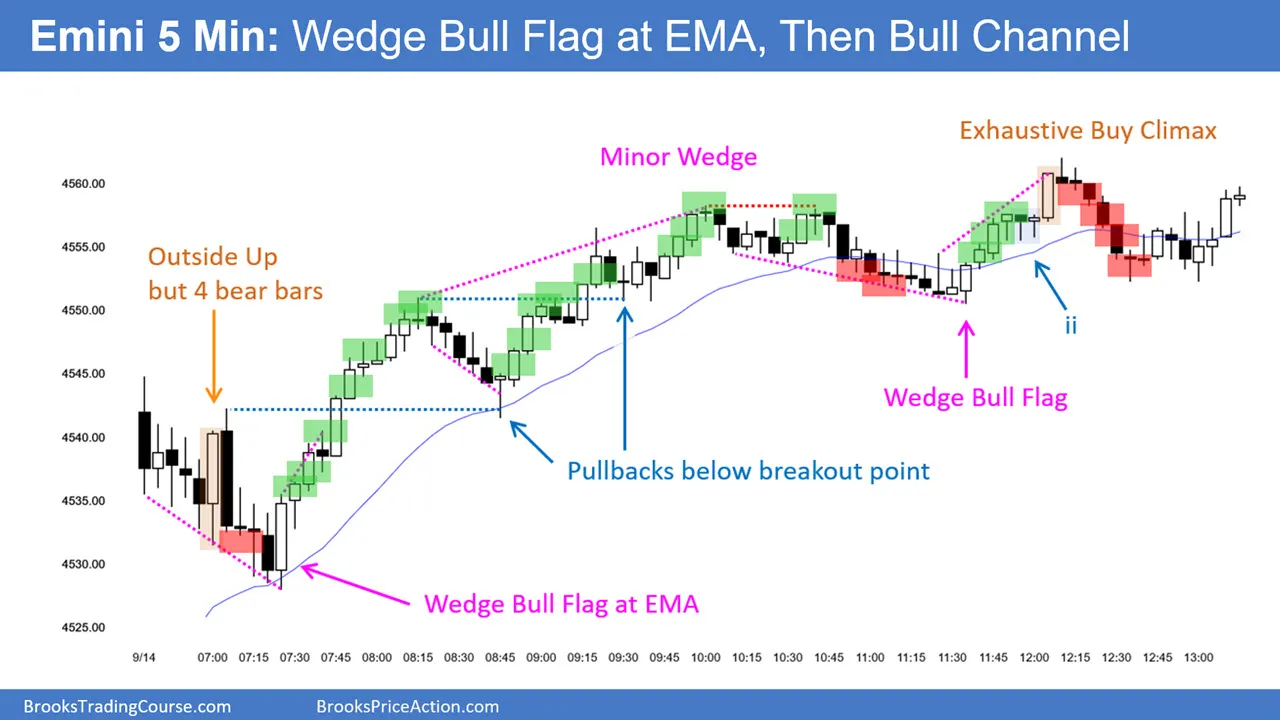 Emini 5 Min: Wedge Bull Flag at EMA, Then Bull Channel
Exhaustive Buy Climax
Minor Wedge
4560.00
Outside Up
but 4 bear bars
4555.00
4550.00
ii
4545.00
Wedge Bull Flag
4540.00
Pullbacks below breakout point
4535.00
4530.00
Wedge Bull Flag at EMA
4525.00
9/14 07:00 07:15 07:30 07:45 08:00 08:15 08:30 08:45 09:00 09:15 09:30 09:45 10:00 10:15 10:30 10:45 11:00 11:15 11:30 11:45 12:00 12:15 12:30 12:45 13:00
BrooksTradingCourse.com BrooksPriceAction.com